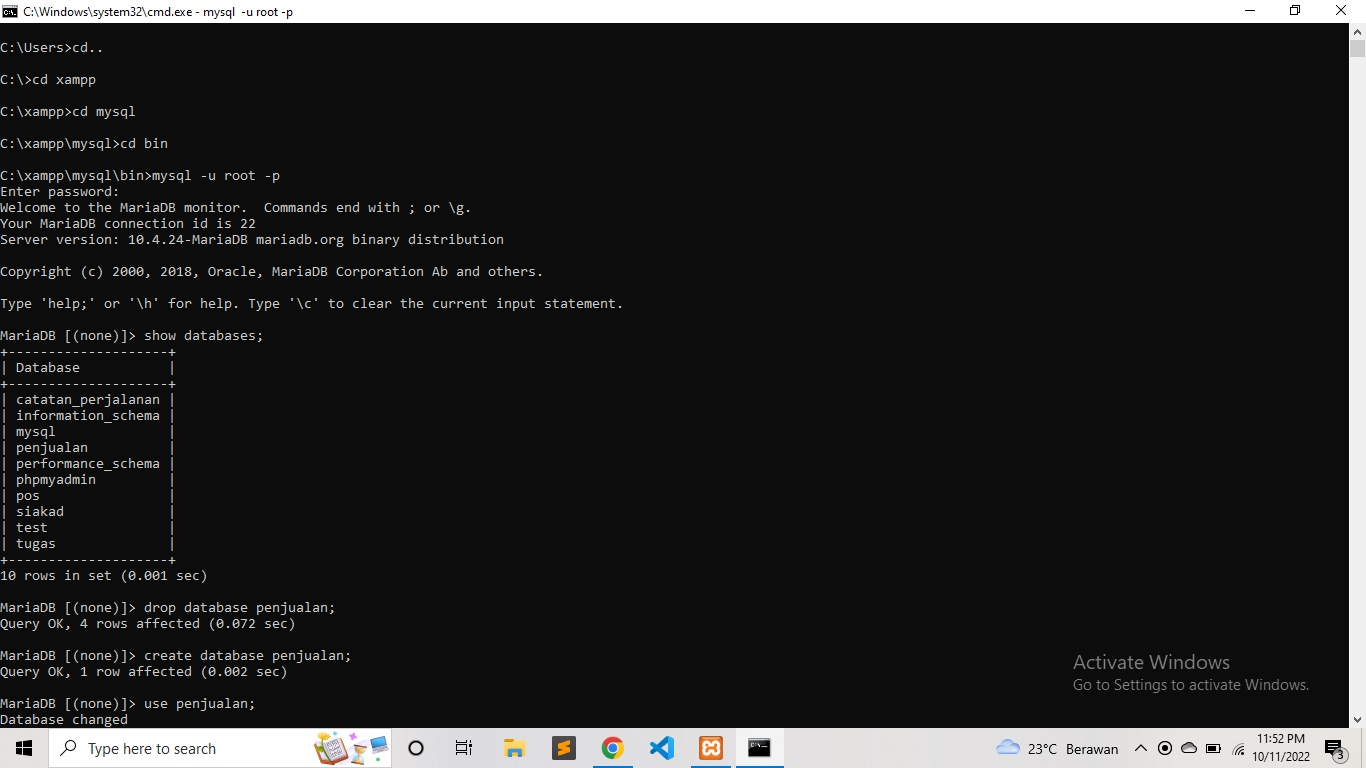 C:\Windows\system32\cmd.exe - mysql  -u root -p
C:\Users>cd..
C:\>cd xampp
C:\xampp>cd mysql
C:\xampp\mysql>cd bin
C:\xampp\mysql\bin>mysql -u root -p
Enter password:
Welcome to the MariaDB monitor.  Commands end with ; or \g.
Your MariaDB connection id is 22
Server version: 10.4.24-MariaDB mariadb.org binary distribution
Copyright (c) 2000, 2018, Oracle, MariaDB Corporation Ab and others.
Type 'help;' or '\h' for help. Type '\c' to clear the current input statement.
MariaDB [(none)]> show databases;
+--------------------+
| Database           |
+--------------------+
| catatan_perjalanan |
| information_schema |
| mysql              |
| penjualan          |
| performance_schema |
| phpmyadmin         |
| pos                |
| siakad             |
| test               |
| tugas              |
+--------------------+
10 rows in set (0.001 sec)
MariaDB [(none)]> drop database penjualan;
Query OK, 4 rows affected (0.072 sec)
MariaDB [(none)]> create database penjualan;
Query OK, 1 row affected (0.002 sec)
MariaDB [(none)]> use penjualan;
Database changed
Activate Windows
Go to Settings to activate Windows.
Type here to search
23°C Berawan
11:52 PM
10/11/2022
3